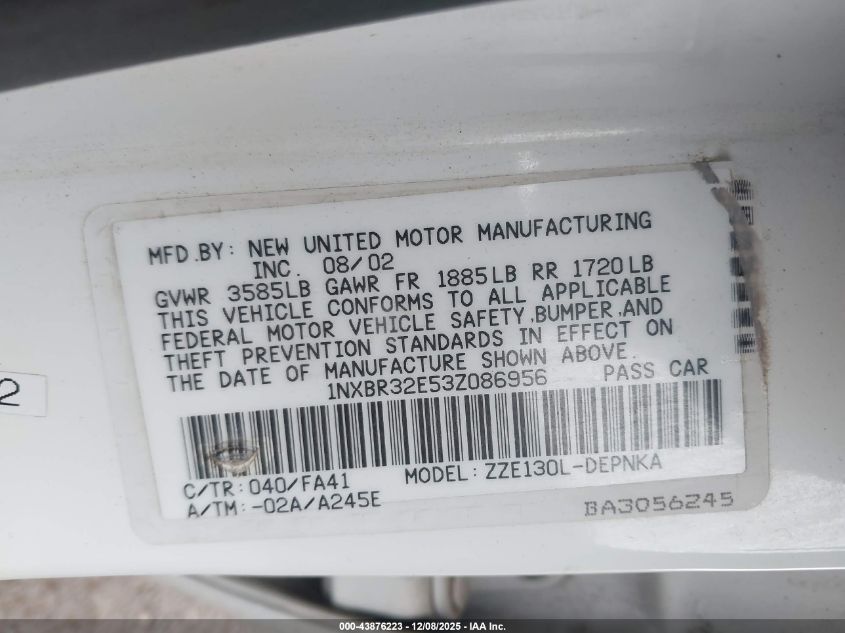 MFD.BY: NEW UNITED MOTOR MANUFACTURING
INC. 08/02
GVWR 3585LB GAWR FR 1885LB RR 1720LB
THIS VEHICLE CONFORMS TO ALL APPLICABLE
FEDERAL MOTOR VEHICLE SAFETY,BUMPER,AND
THEFT PREVENTION STANDARDS IN EFFECT ON
THE DATE OF MANUFACTURE SHOWN ABOVE.
1NXBR32E53Z086956 PASS CAR
C/TR:040/FA41 MODEL:ZZE130L-DEPNKA
A/TM:-02A/A245E
BA3056245
2
000-43876223 - 12/08/2025 - IAA Inc.